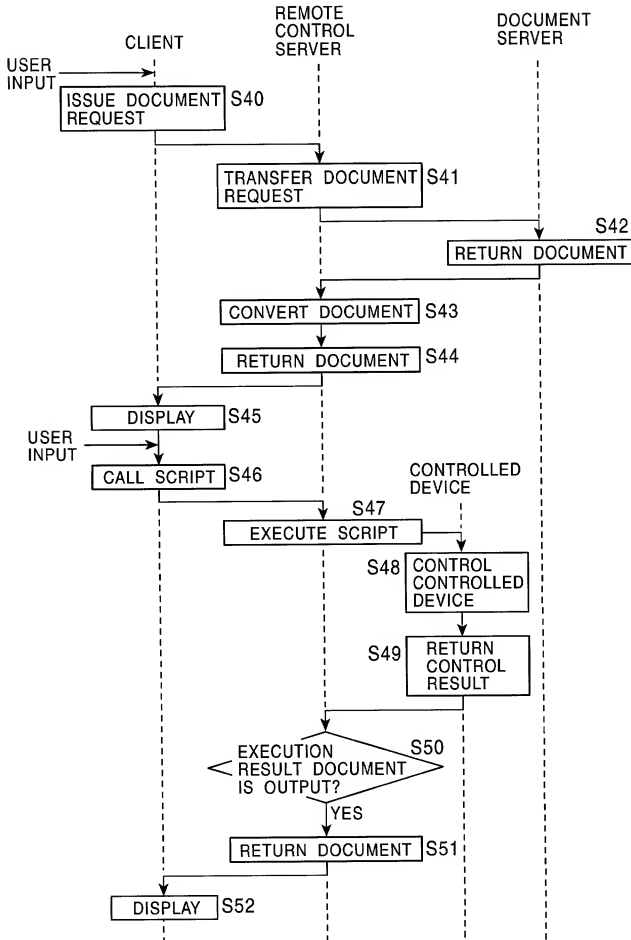 REMOTE
CONTROL
SERVER
DOCUMENT
SERVER
CLIENT
USER
INPUT
ISSUE DOCUMENT
REQUEST
S40
TRANSFER DOCUMENT
REQUEST
S41
S42
RETURN DOCUMENT
CONVERT DOCUMENT
S43
RETURN DOCUMENT
S44
DISPLAY
S45
USER
INPUT
CALL SCRIPT
S46
CONTROLLED
DEVICE
S47
EXECUTE SCRIPT
S48
CONTROL
CONTROLLED
DEVICE
S49
RETURN
CONTROL
RESULT
S50
EXECUTION
RESULT DOCUMENT
IS OUTPUT?
YES
RETURN DOCUMENT
S51
DISPLAY
S52